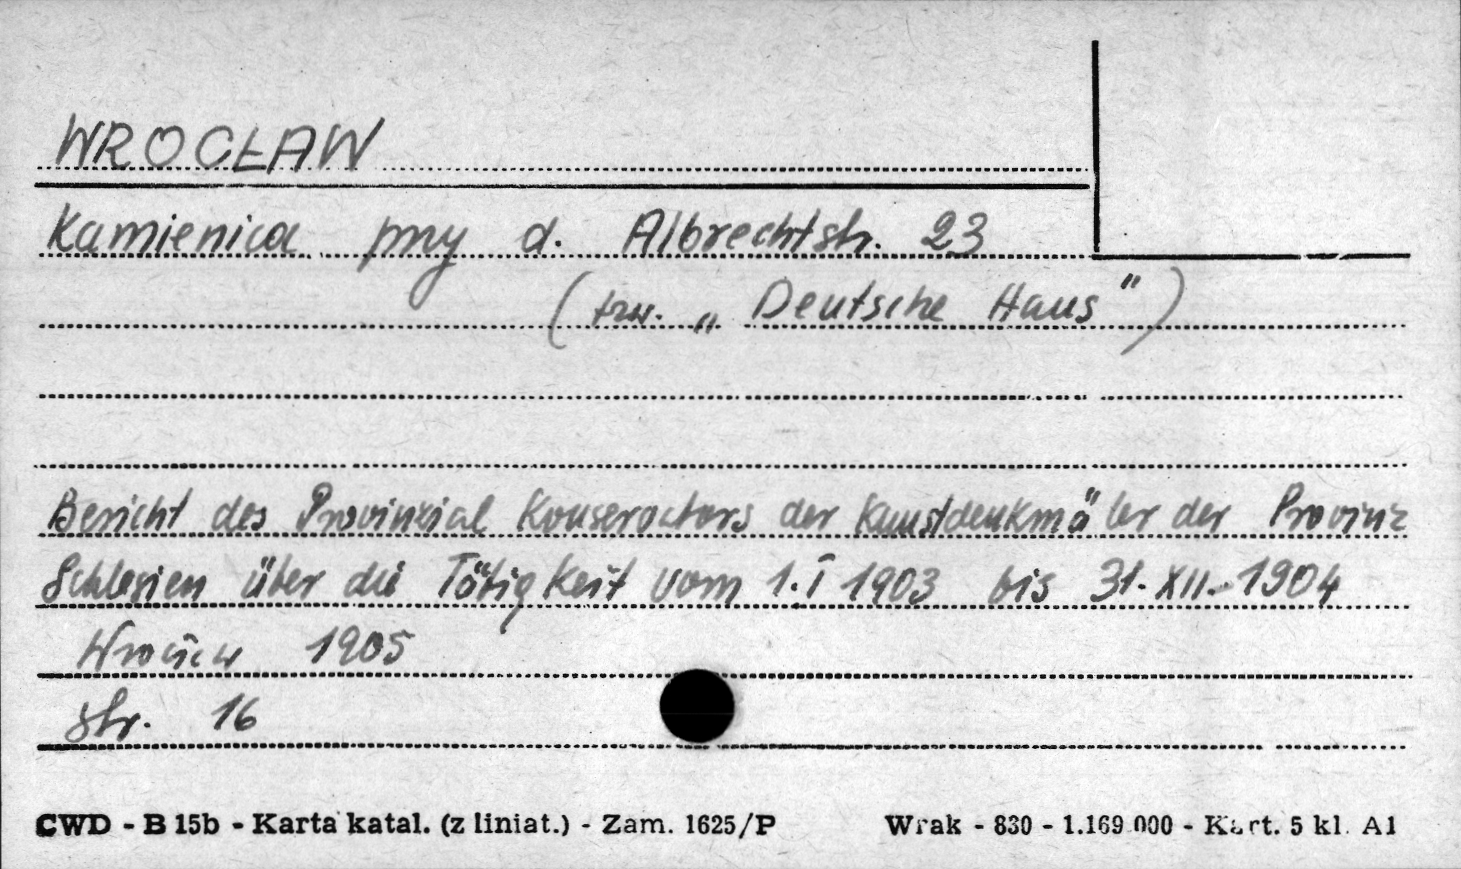 WROCŁAW
Kamienica przy d. Albrechtstr. 23
(tzw. „Deutsche Haus")
Bericht des Provinzial Konservators der Kunstdenkmäler der Provinz
Schlesien über die Tätigkeit vom 1.I 1903 bis 31.XII.1904
Wrocław 1905
str. 16
CWD - B 15b - Karta katal. (z liniat.) - Zam. 1625/P
Wrak - 830 - 1.169.000 - Kart. 5 kl. A1